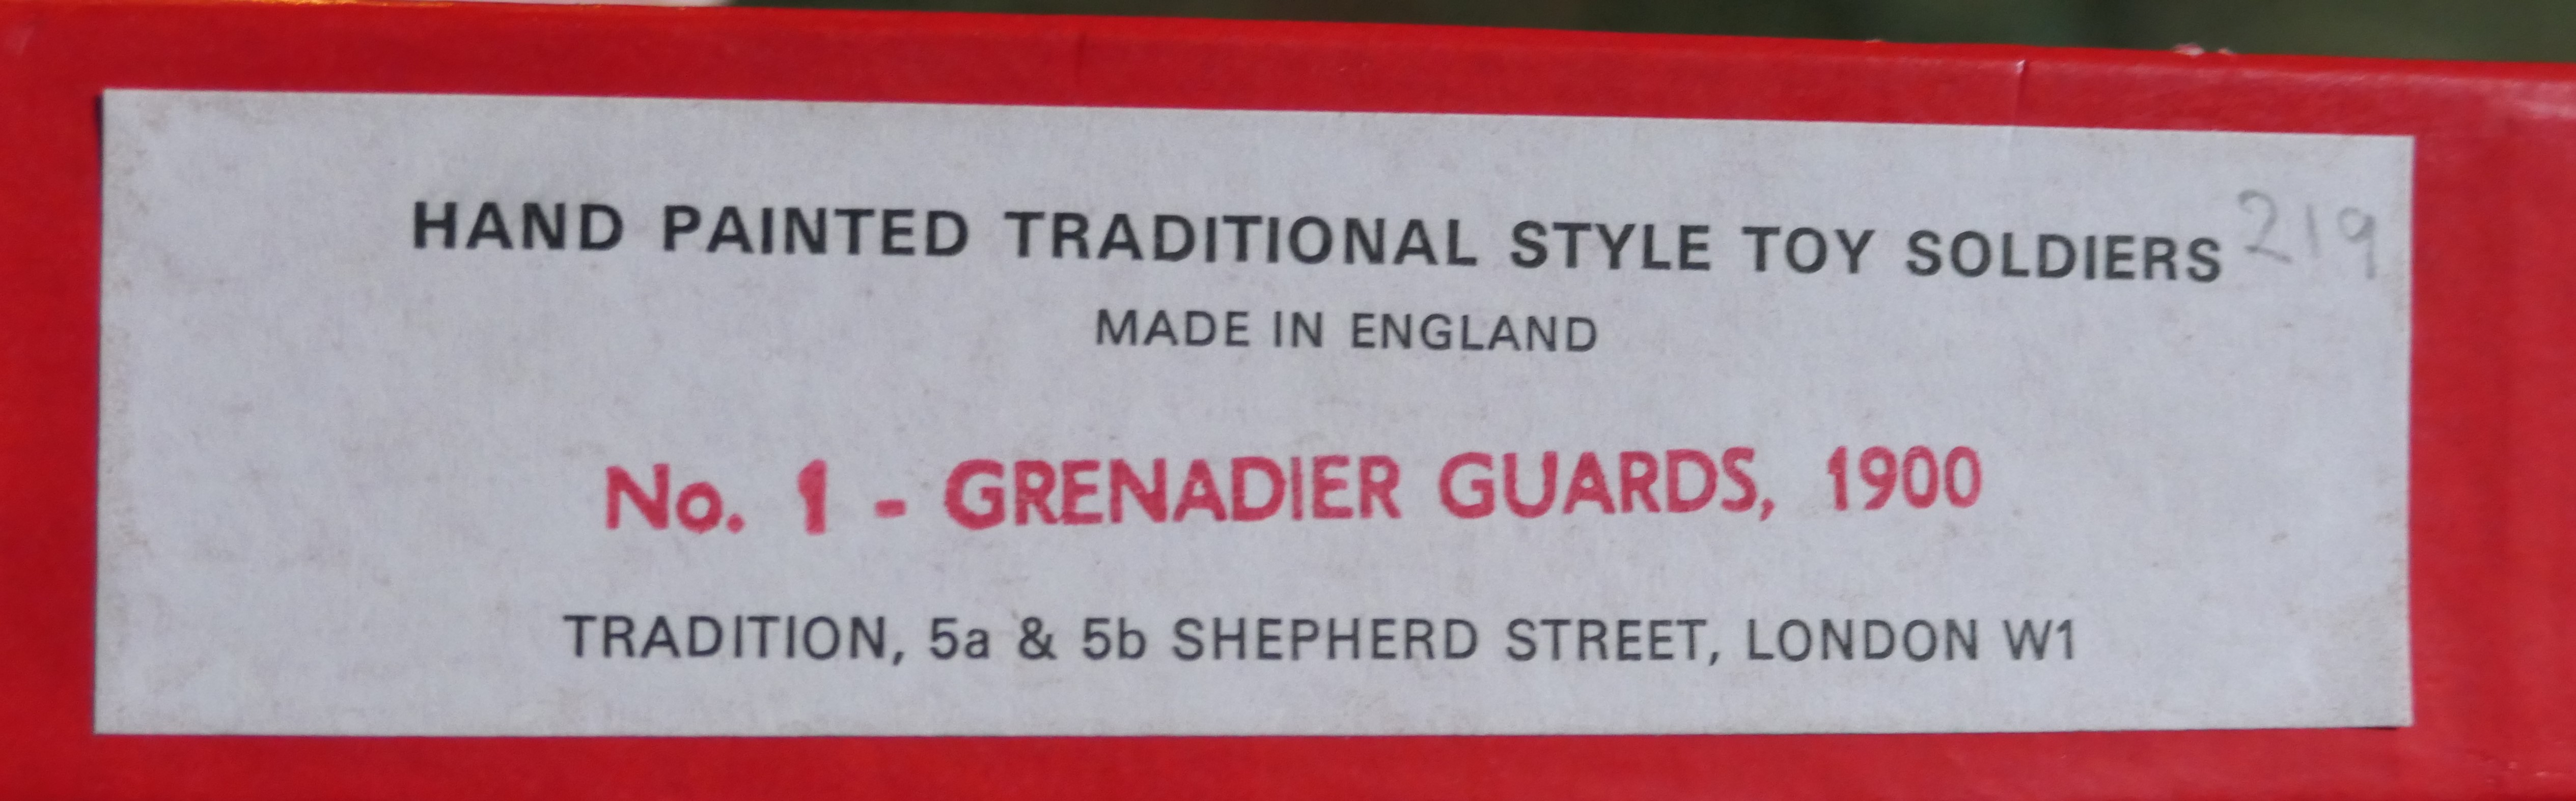 HAND PAINTED TRADITIONAL STYLE TOY SOLDIERS 219
MADE IN ENGLAND
No. 1 - GRENADIER GUARDS, 1900
TRADITION, 5a & 5b SHEPHERD STREET, LONDON W1